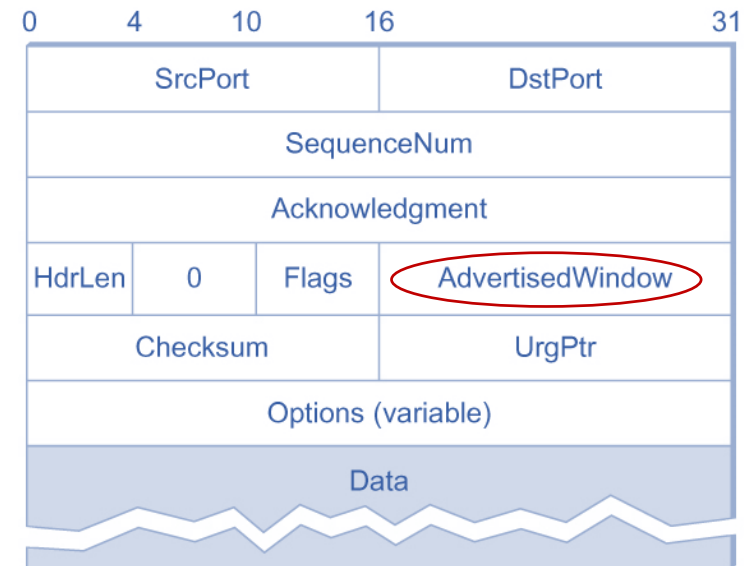 0 4 10 16 31
SrcPort DstPort
SequenceNum
Acknowledgment
HdrLen 0 Flags AdvertisedWindow
Checksum UrgPtr
Options (variable)
Data